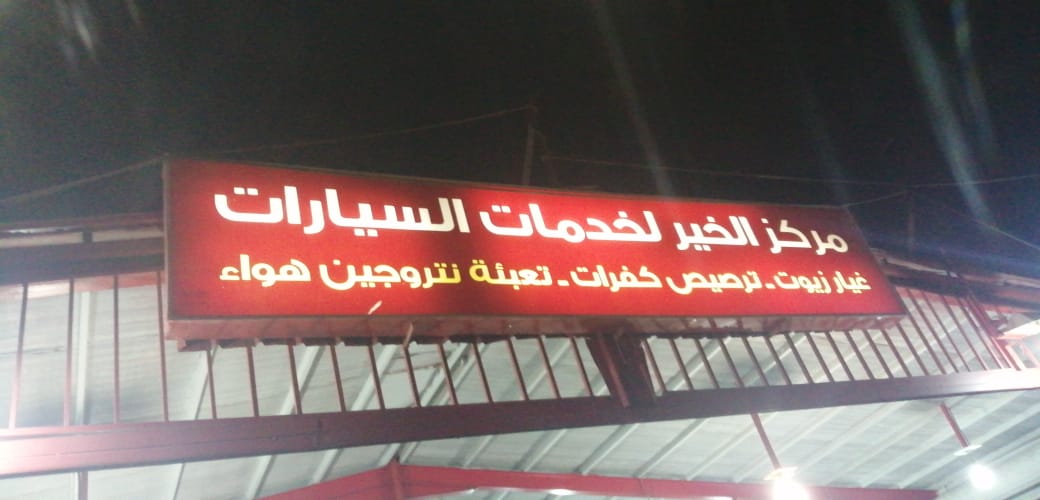 مركز الخير لخدمات السيارات
غيار زيوت - ترصيص كفرات - تعبئة نتروجين هواء